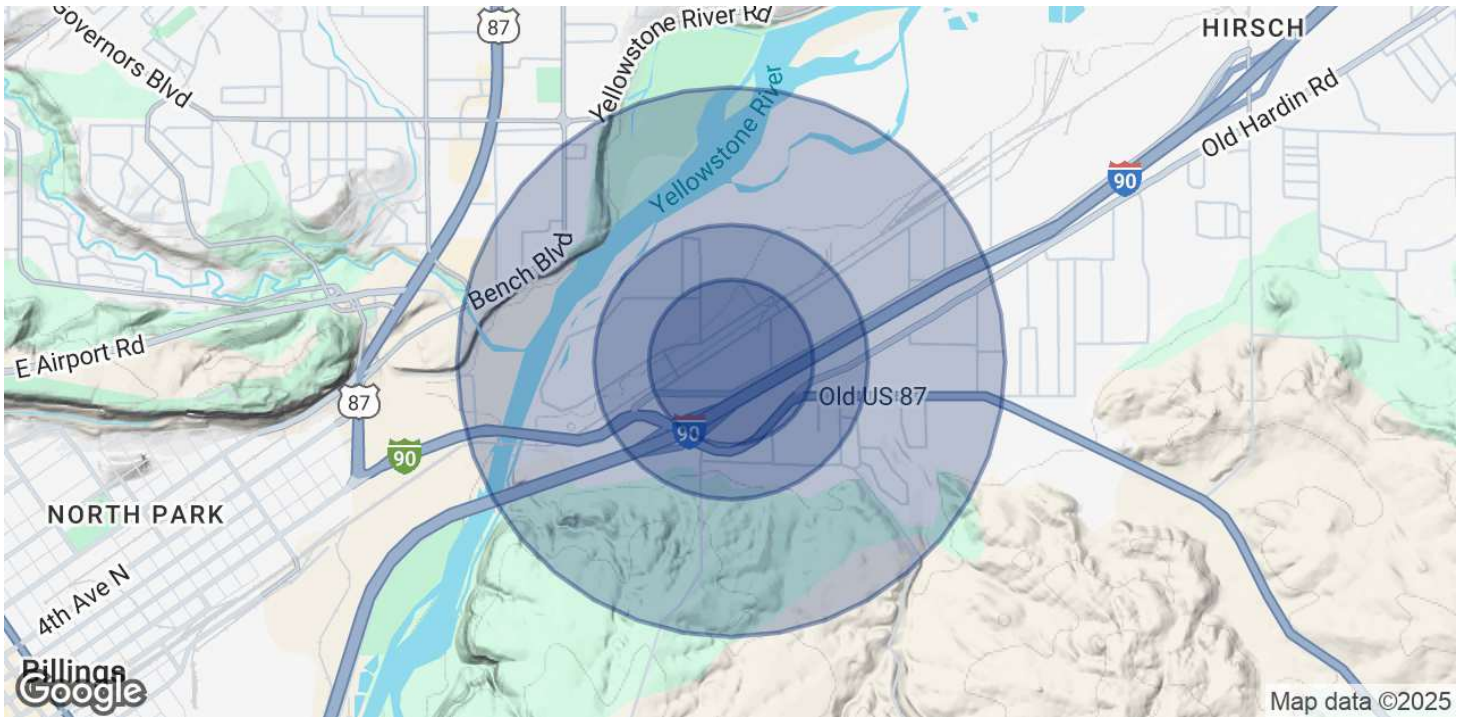 Governors Blvd
87
Yellowstone River Rd
HIRSCH
Yellowstone River
Old Hardin Rd
90
Bench Blvd
E Airport Rd
87
Old US 87
90
90
NORTH PARK
4th Ave N
Billings
Google
Map data ©2025